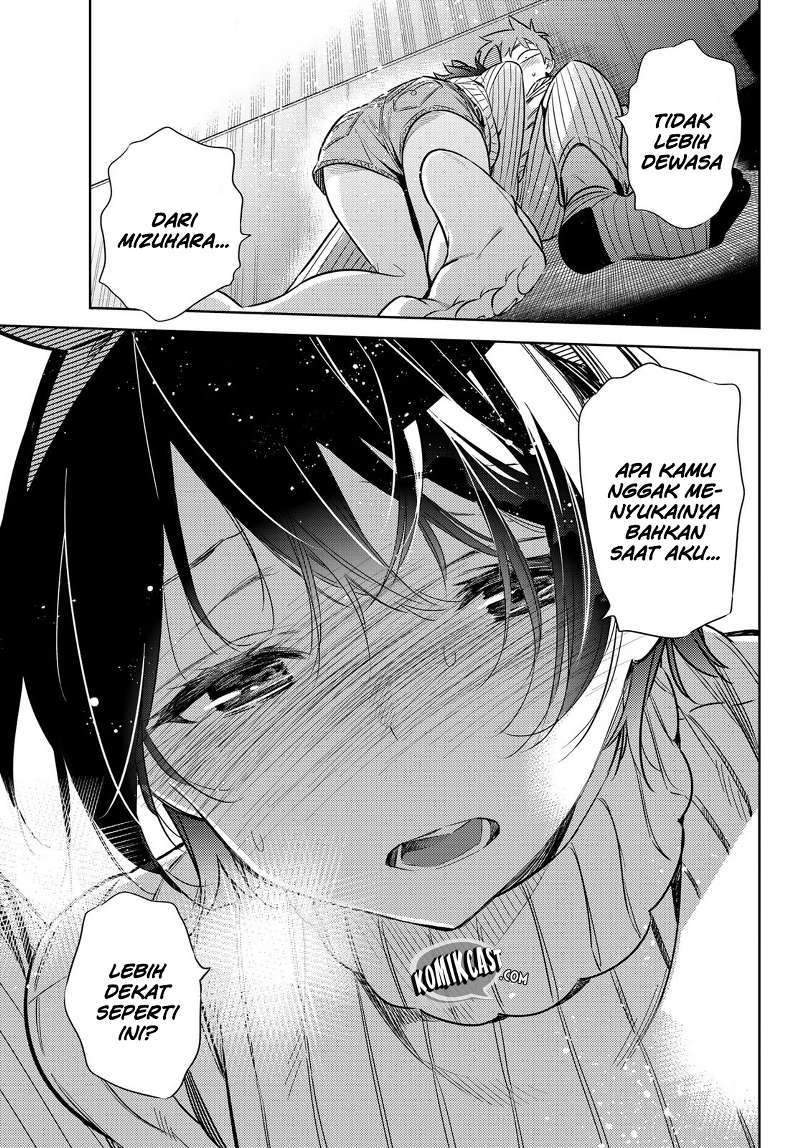 TIDAK
LEBIH
DEWASA
DARI
MIZUHARA...
APA KAMU
NGGAK ME-
NYUKAINYA
BAHKAN
SAAT AKU...
LEBIH
DEKAT
SEPERTI
INI?
KOMIKCAST
.COM